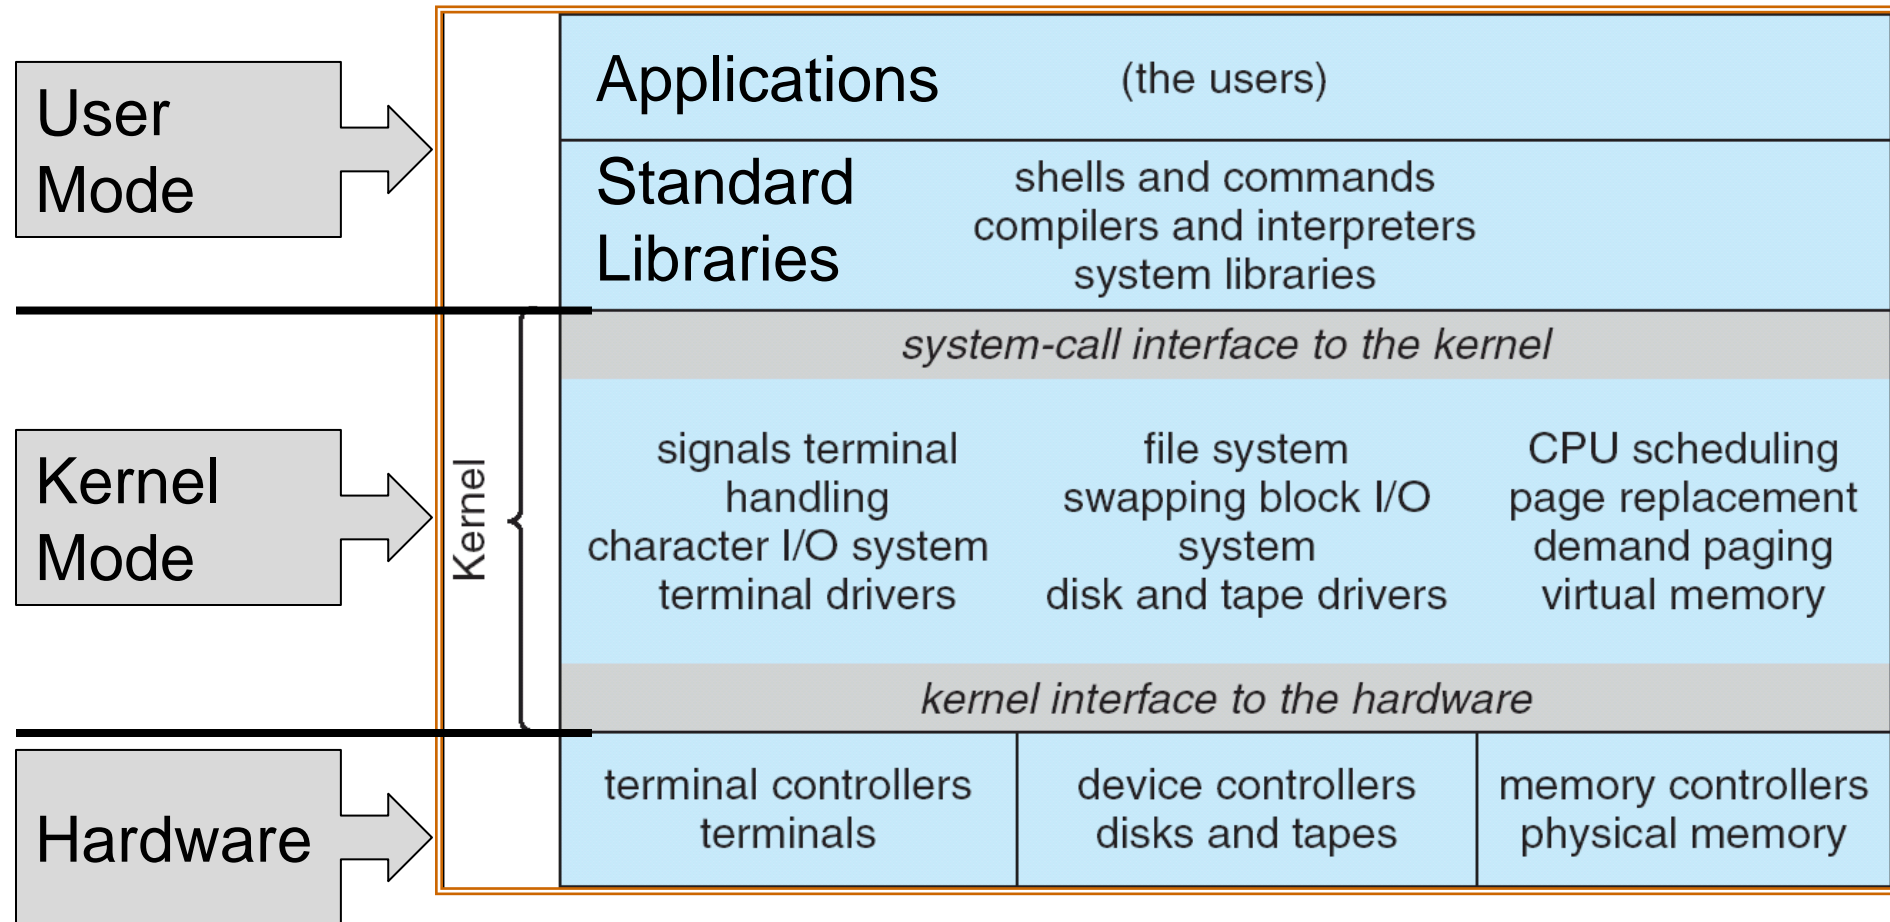 User
Mode
Applications
(the users)
Standard
Libraries
shells and commands
compilers and interpreters
system libraries
system-call interface to the kernel
Kernel
Mode
Kernel
signals terminal
handling
character I/O system
terminal drivers
file system
swapping block I/O
system
disk and tape drivers
CPU scheduling
page replacement
demand paging
virtual memory
kernel interface to the hardware
Hardware
terminal controllers
terminals
device controllers
disks and tapes
memory controllers
physical memory